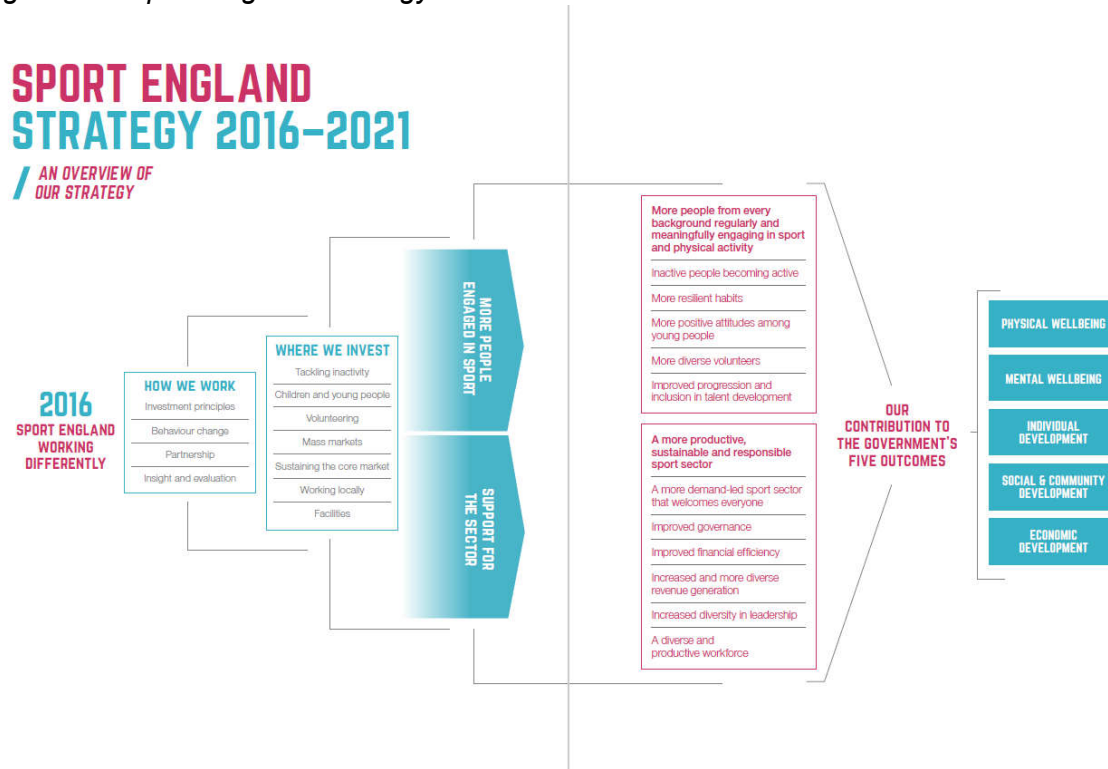 SPORT ENGLAND
STRATEGY 2016–2021
AN OVERVIEW OF
OUR STRATEGY
2016
SPORT ENGLAND
WORKING
DIFFERENTLY
HOW WE WORK
Investment principles
Behaviour change
Partnership
Insight and evaluation
WHERE WE INVEST
Tackling inactivity
Children and young people
Volunteering
Mass markets
Sustaining the core market
Working locally
Facilities
MORE PEOPLE
ENGAGED IN SPORT
SUPPORT FOR
THE SECTOR
More people from every
background regularly and
meaningfully engaging in sport
and physical activity
Inactive people becoming active
More resilient habits
More positive attitudes among
young people
More diverse volunteers
Improved progression and
inclusion in talent development
A more productive,
sustainable and responsible
sport sector
A more demand-led sport sector
that welcomes everyone
Improved governance
Improved financial efficiency
Increased and more diverse
revenue generation
Increased diversity in leadership
A diverse and
productive workforce
OUR
CONTRIBUTION TO
THE GOVERNMENT'S
FIVE OUTCOMES
PHYSICAL WELLBEING
MENTAL WELLBEING
INDIVIDUAL
DEVELOPMENT
SOCIAL & COMMUNITY
DEVELOPMENT
ECONOMIC
DEVELOPMENT